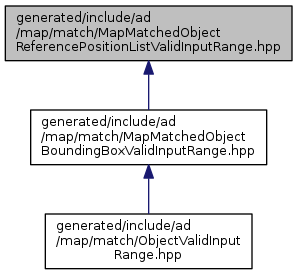 generated/include/ad
/map/match/MapMatchedObject
ReferencePositionListValidInputRange.hpp
generated/include/ad
/map/match/MapMatchedObject
BoundingBoxValidInputRange.hpp
generated/include/ad
/map/match/ObjectValidInput
Range.hpp